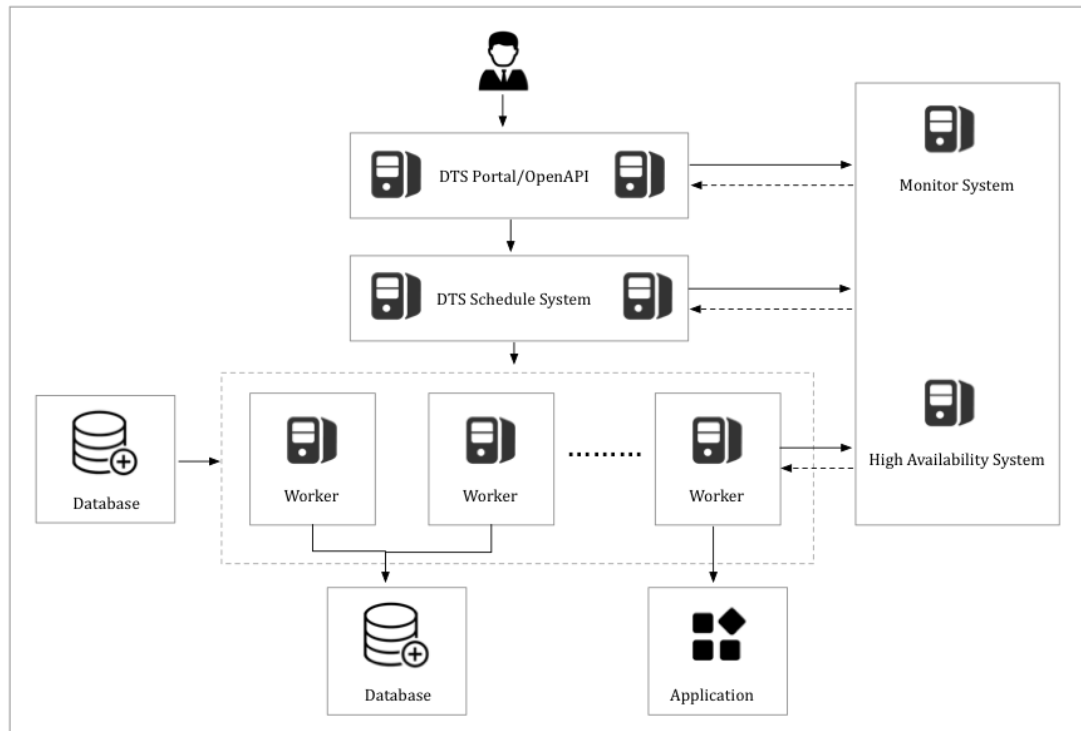 DTS Portal/OpenAPI
Monitor System
DTS Schedule System
High Availability System
Database
Worker
Worker
………
Worker
Database
Application